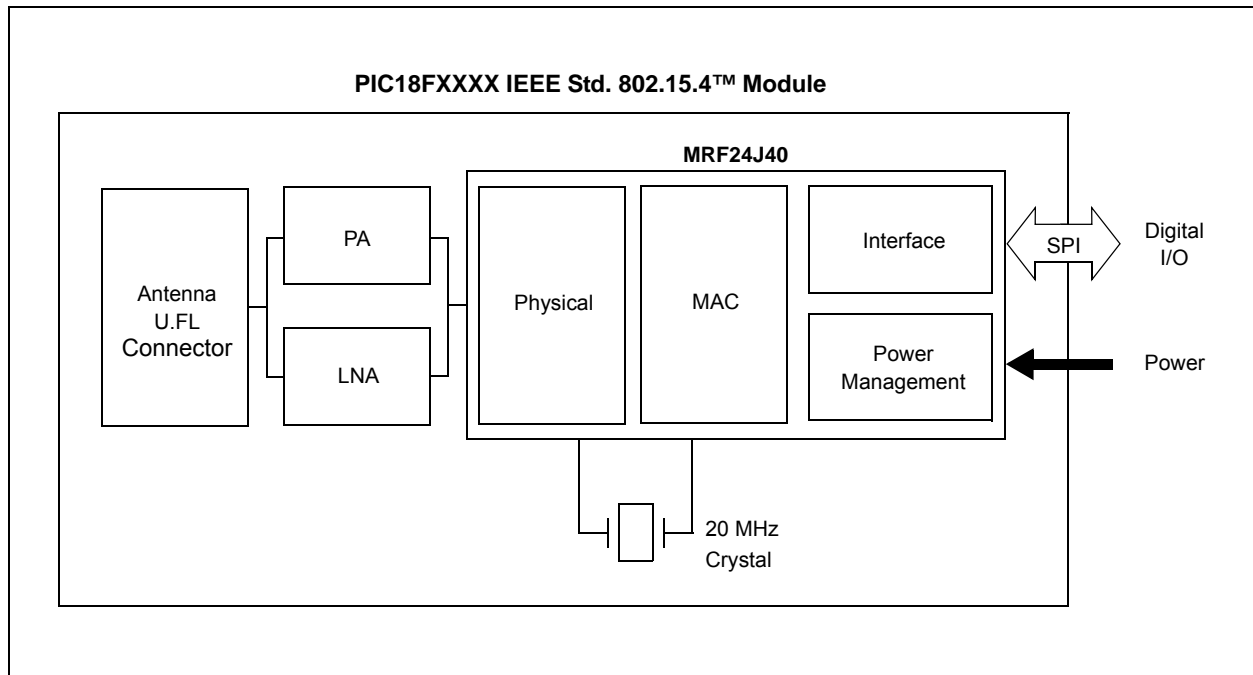 PIC18FXXXX IEEE Std. 802.15.4™ Module
MRF24J40
Antenna
U.FL
Connector
PA
LNA
Physical
MAC
Interface
Power
Management
SPI
Digital
I/O
Power
20 MHz
Crystal